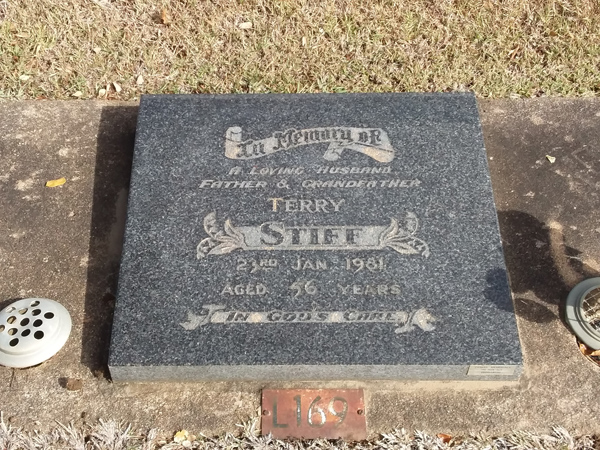 In Memory of
A LOVING HUSBAND
FATHER & GRANDFATHER
TERRY
STIFF
23RD JAN 1981
AGED 56 YEARS
IN GOD'S CARE
L169